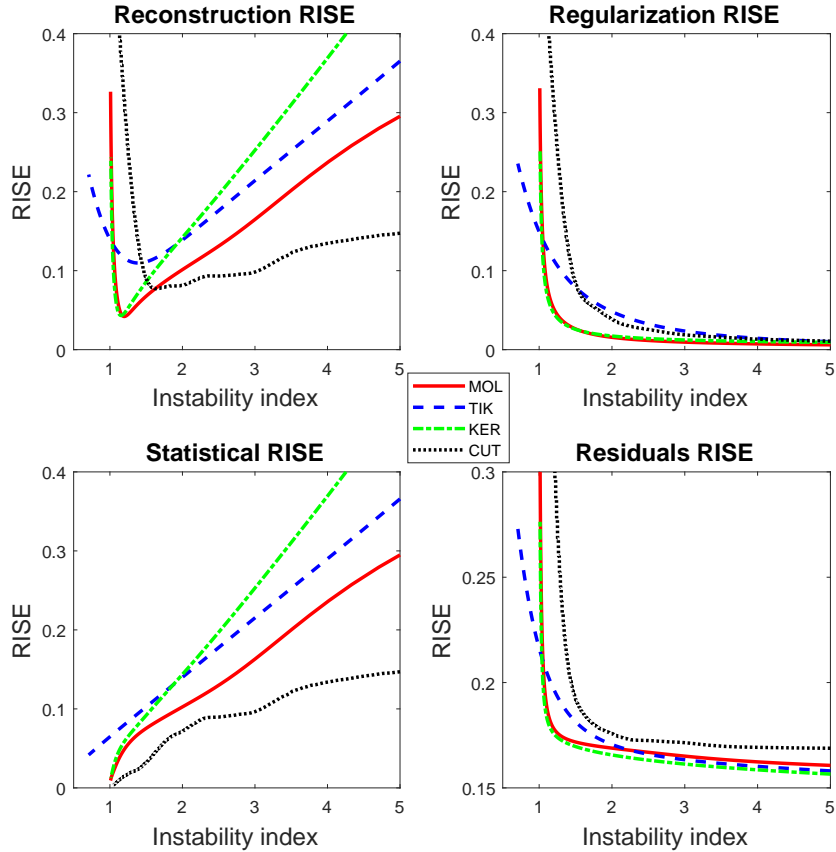 Reconstruction RISE
RISE
0.4
0.3
0.2
0.1
0
1
2
3
4
5
Instability index
Regularization RISE
RISE
0.4
0.3
0.2
0.1
0
1
2
3
4
5
Instability index
MOL
TIK
KER
CUT
Statistical RISE
RISE
0.4
0.3
0.2
0.1
0
1
2
3
4
5
Instability index
Residuals RISE
RISE
0.3
0.25
0.2
0.15
1
2
3
4
5
Instability index